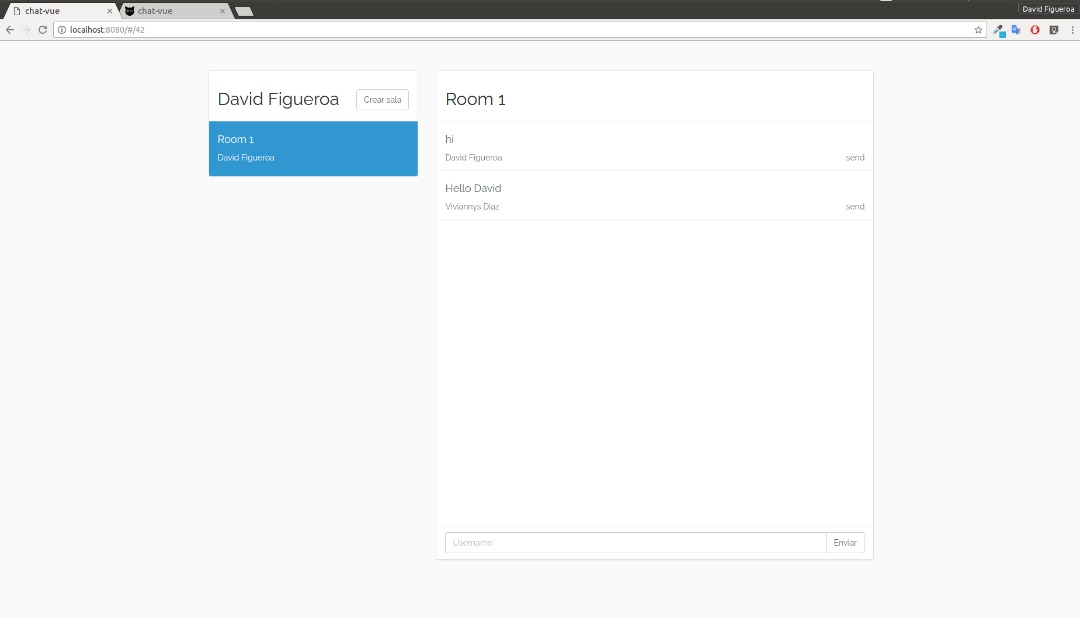 chat-vue
chat-vue
David Figueroa
localhost:8080/#/42
David Figueroa
Crear sala
Room 1
David Figueroa
Room 1
hi
David Figueroa
send
Hello David
Viviannys Diaz
send
Username.
Enviar